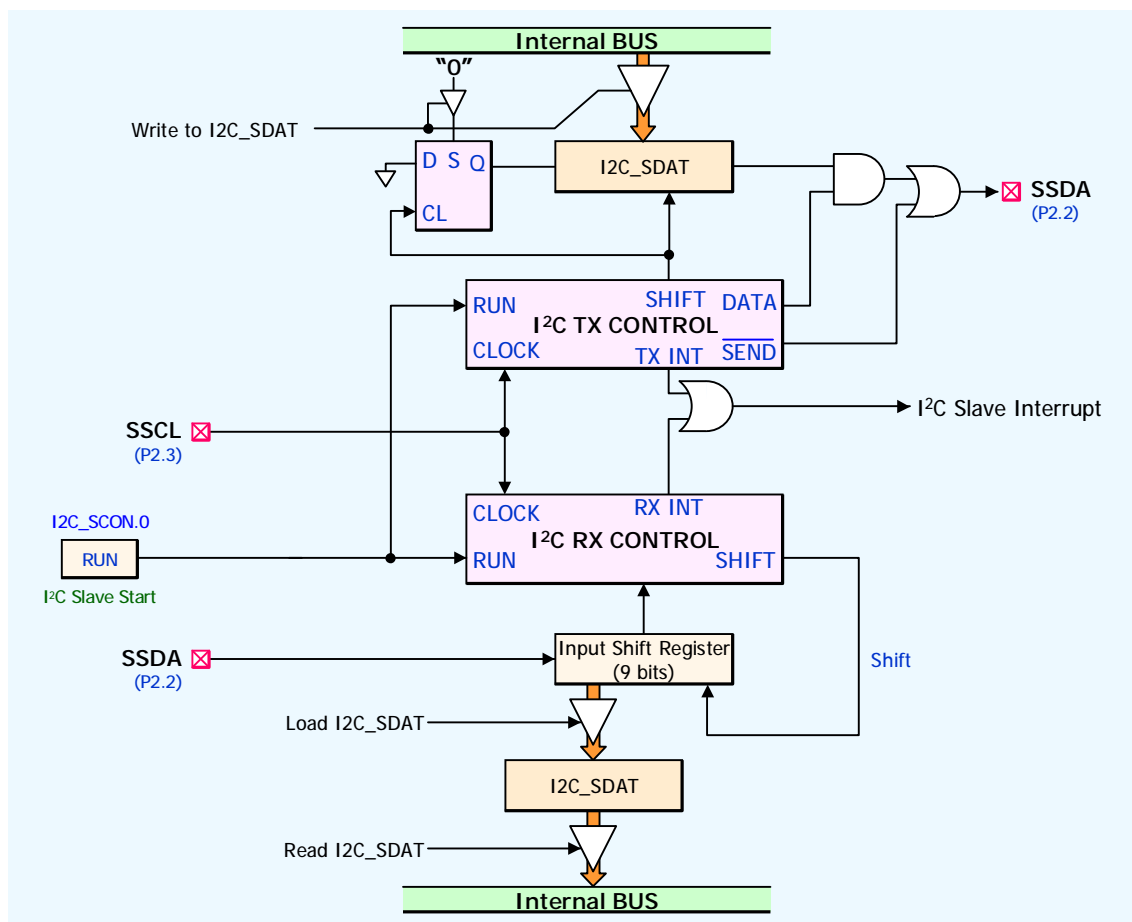 Internal BUS
"0"
Write to I2C_SDAT
D S Q
CL
I2C_SDAT
SSDA
(P2.2)
RUN
SHIFT
DATA
I²C TX CONTROL
CLOCK
TX INT
SEND
I²C Slave Interrupt
SSCL
(P2.3)
I2C_SCON.0
RUN
I²C Slave Start
CLOCK
RX INT
I²C RX CONTROL
RUN
SHIFT
SSDA
(P2.2)
Input Shift Register
(9 bits)
Shift
Load I2C_SDAT
I2C_SDAT
Read I2C_SDAT
Internal BUS